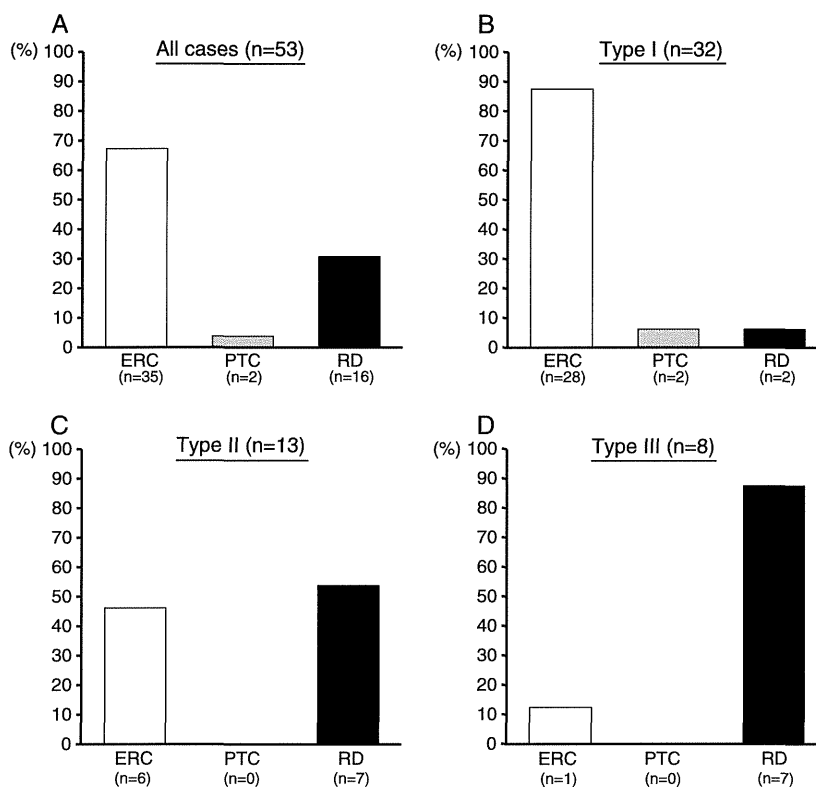 A
All cases (n=53)
(%)
100
90
80
70
60
50
40
30
20
10
0
ERC
PTC
RD
(n=35)
(n=2)
(n=16)
B
Type I (n=32)
(%)
100
90
80
70
60
50
40
30
20
10
0
ERC
PTC
RD
(n=28)
(n=2)
(n=2)
C
Type II (n=13)
(%)
100
90
80
70
60
50
40
30
20
10
0
ERC
PTC
RD
(n=6)
(n=0)
(n=7)
D
Type III (n=8)
(%)
100
90
80
70
60
50
40
30
20
10
0
ERC
PTC
RD
(n=1)
(n=0)
(n=7)